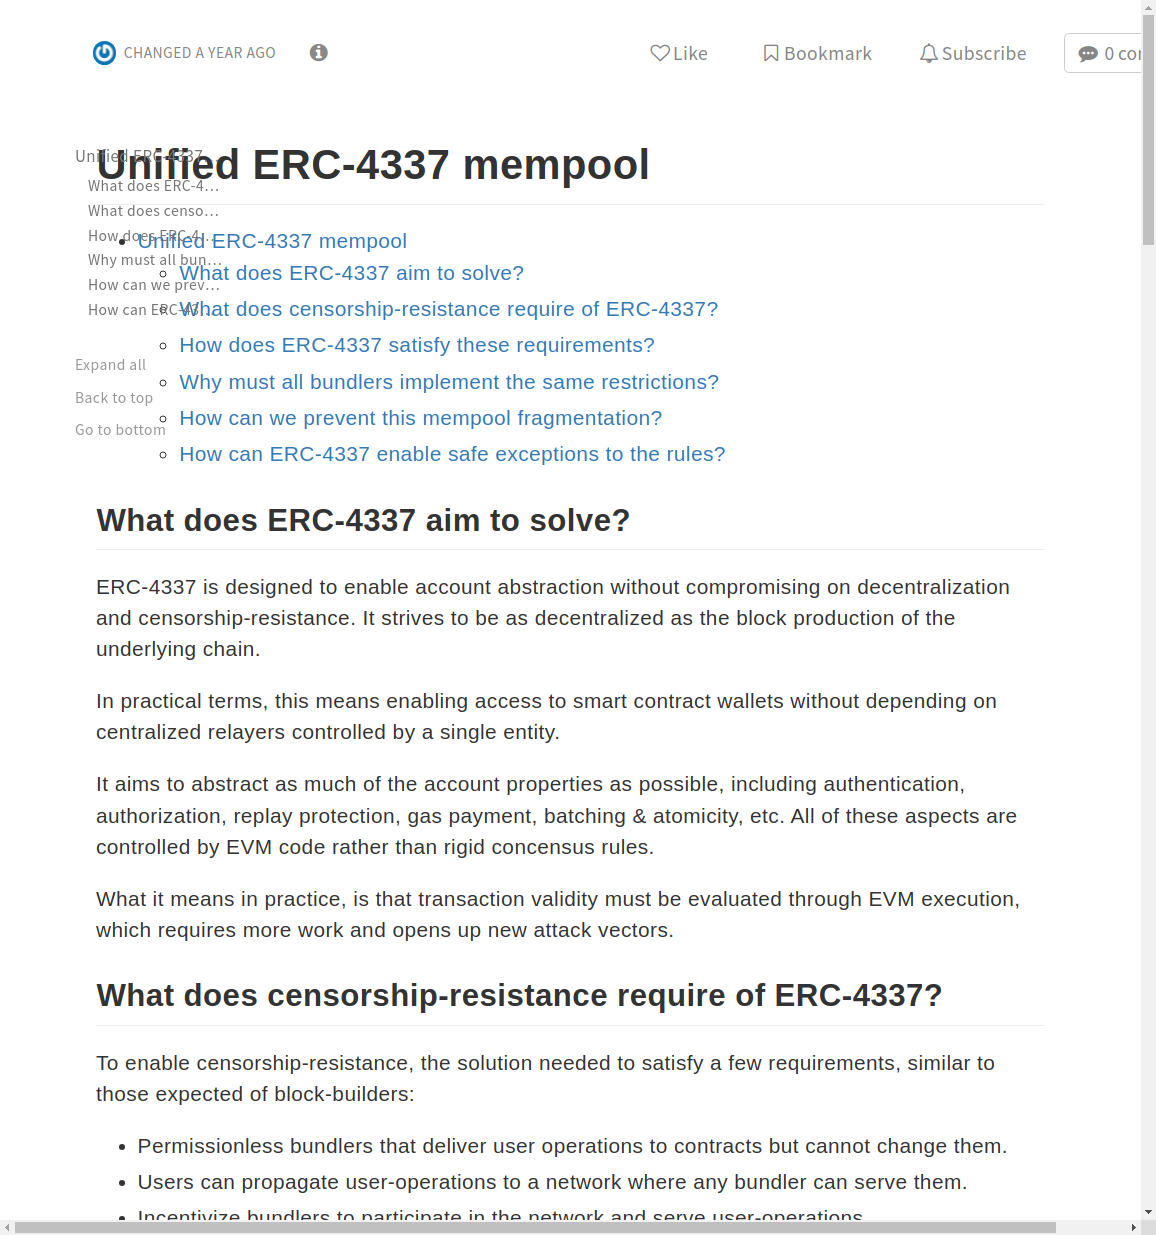 CHANGED A YEAR AGO
Like
Bookmark
Subscribe
0 co
Unified ERC-4337 mempool
Unified ERC-4337…
What does ERC-4…
What does censo…
How does ERC-4…
Why must all bun…
How can we prev…
How can ERC-43…
Expand all
Back to top
Go to bottom
Unified ERC-4337 mempool
What does ERC-4337 aim to solve?
What does censorship-resistance require of ERC-4337?
How does ERC-4337 satisfy these requirements?
Why must all bundlers implement the same restrictions?
How can we prevent this mempool fragmentation?
How can ERC-4337 enable safe exceptions to the rules?
What does ERC-4337 aim to solve?
ERC-4337 is designed to enable account abstraction without compromising on decentralization
and censorship-resistance. It strives to be as decentralized as the block production of the
underlying chain.
In practical terms, this means enabling access to smart contract wallets without depending on
centralized relayers controlled by a single entity.
It aims to abstract as much of the account properties as possible, including authentication,
authorization, replay protection, gas payment, batching & atomicity, etc. All of these aspects are
controlled by EVM code rather than rigid concensus rules.
What it means in practice, is that transaction validity must be evaluated through EVM execution,
which requires more work and opens up new attack vectors.
What does censorship-resistance require of ERC-4337?
To enable censorship-resistance, the solution needed to satisfy a few requirements, similar to
those expected of block-builders:
Permissionless bundlers that deliver user operations to contracts but cannot change them.
Users can propagate user-operations to a network where any bundler can serve them.
Incentivize bundlers to participate in the network and serve user-operations